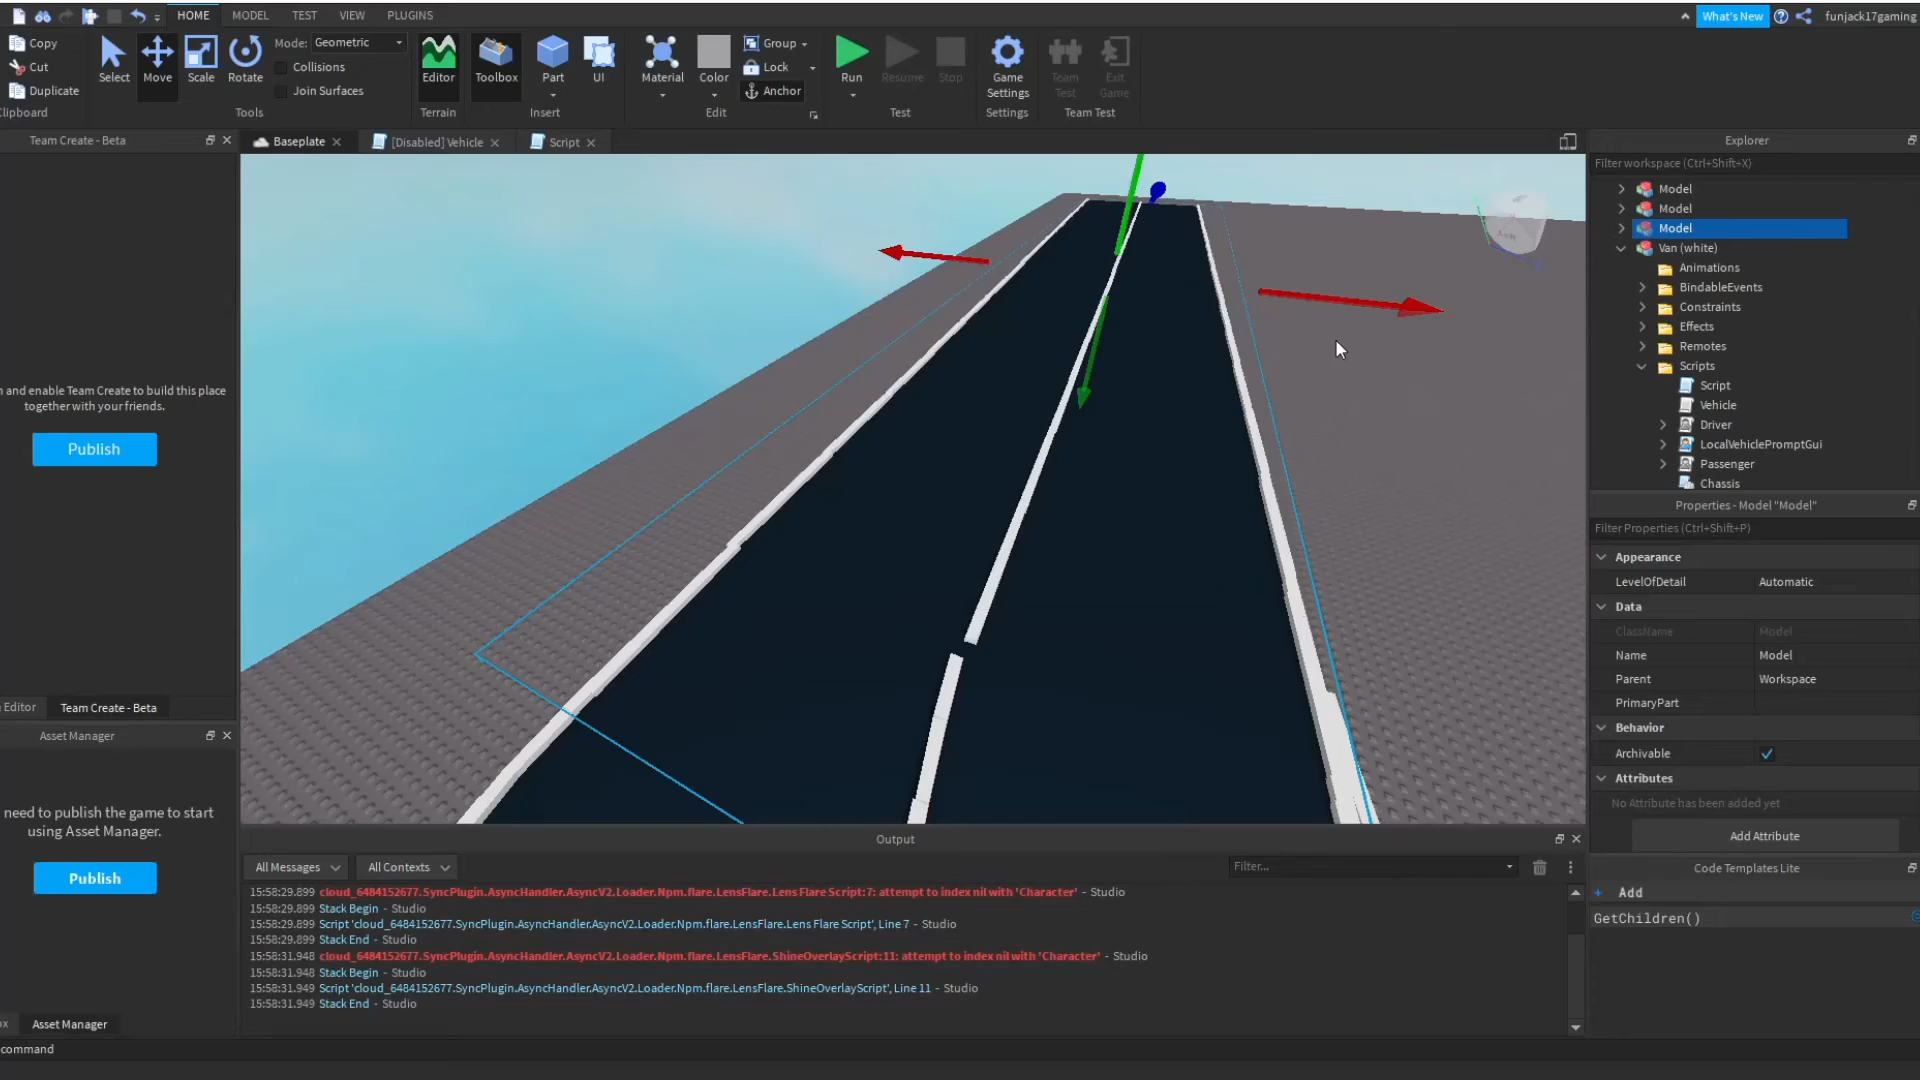 HOME
MODEL
TEST
VIEW
PLUGINS
What's New
funjack17gaming
Copy
Cut
Duplicate
Clipboard
Select
Move
Scale
Rotate
Mode:
Geometric
Collisions
Join Surfaces
Tools
Editor
Terrain
Toolbox
Part
UI
Insert
Material
Color
Group
Lock
Anchor
Edit
Run
Resume
Stop
Test
Game
Settings
Settings
Team
Test
Exit
Game
Team Test
Team Create - Beta
n and enable Team Create to build this place
together with your friends.
Publish
Editor
Team Create - Beta
Asset Manager
need to publish the game to start
using Asset Manager.
Publish
ox
Asset Manager
command
Baseplate
[Disabled] Vehicle
Script
Output
All Messages
All Contexts
Filter...
15:58:29.899 cloud_6484152677.SyncPlugin.AsyncHandler.AsyncV2.Loader.Npm.flare.LensFlare.Lens Flare Script:7: attempt to index nil with 'Character' - Studio
15:58:29.899 Stack Begin - Studio
15:58:29.899 Script 'cloud_6484152677.SyncPlugin.AsyncHandler.AsyncV2.Loader.Npm.flare.LensFlare.Lens Flare Script', Line 7 - Studio
15:58:29.899 Stack End - Studio
15:58:31.948 cloud_6484152677.SyncPlugin.AsyncHandler.AsyncV2.Loader.Npm.flare.LensFlare.ShineOverlayScript:11: attempt to index nil with 'Character' - Studio
15:58:31.948 Stack Begin - Studio
15:58:31.949 Script 'cloud_6484152677.SyncPlugin.AsyncHandler.AsyncV2.Loader.Npm.flare.LensFlare.ShineOverlayScript', Line 11 - Studio
15:58:31.949 Stack End - Studio
Explorer
Filter workspace (Ctrl+Shift+X)
Model
Model
Model
Van (white)
Animations
BindableEvents
Constraints
Effects
Remotes
Scripts
Script
Vehicle
Driver
LocalVehiclePromptGui
Passenger
Chassis
Properties - Model "Model"
Filter Properties (Ctrl+Shift+P)
Appearance
LevelOfDetail Automatic
Data
ClassName Model
Name Model
Parent Workspace
PrimaryPart
Behavior
Archivable
Attributes
No Attribute has been added yet
Add Attribute
Code Templates Lite
+ Add
GetChildren()